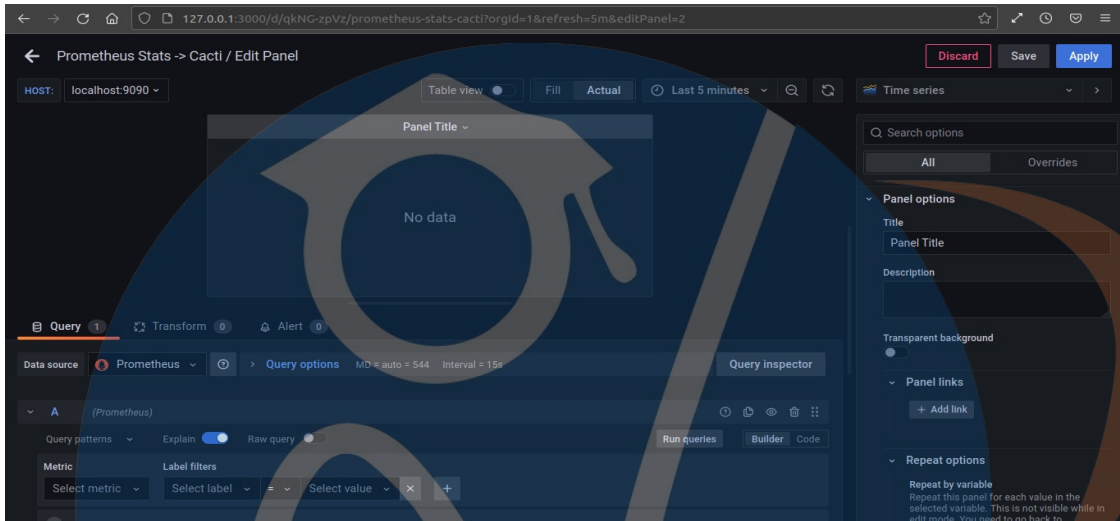 127.0.0.1:3000/d/qkNG-zpVz/prometheus-stats-cacti?orgId=1&refresh=5m&editPanel=2
Prometheus Stats -> Cacti / Edit Panel
Discard Save Apply
HOST: localhost:9090
Table view Fill Actual Last 5 minutes
Time series
Panel Title
No data
Search options
All Overrides
Panel options
Title
Panel Title
Description
Transparent background
Panel links
+ Add link
Repeat options
Repeat by variable
Repeat this panel for each value in the
selected variable. This is not visible while in
edit mode. You need to go back to
Query 1 Transform 0 Alert 0
Data source Prometheus > Query options MD = auto = 544 Interval = 15s Query inspector
A (Prometheus)
Query patterns Explain Raw query Run queries Builder Code
Metric Label filters
Select metric Select label = Select value × +